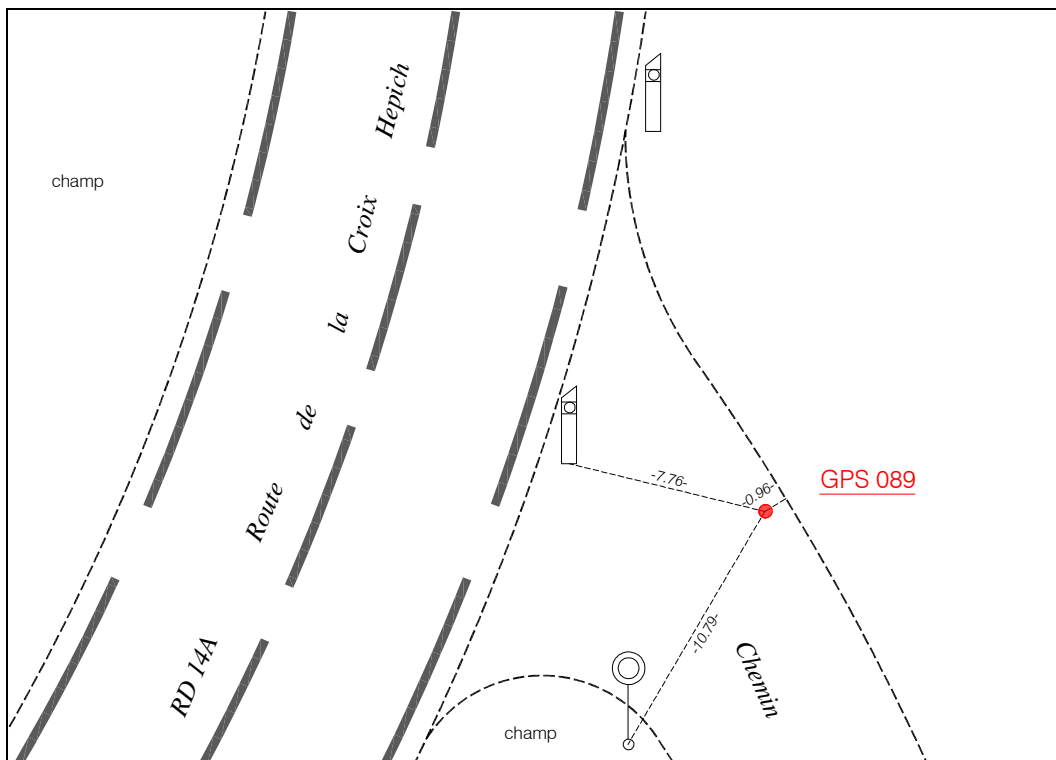 champ
RD 14A Route de la Croix Hepich
GPS 089
-7.76-
-0.96-
-10.79-
Chemin
champ